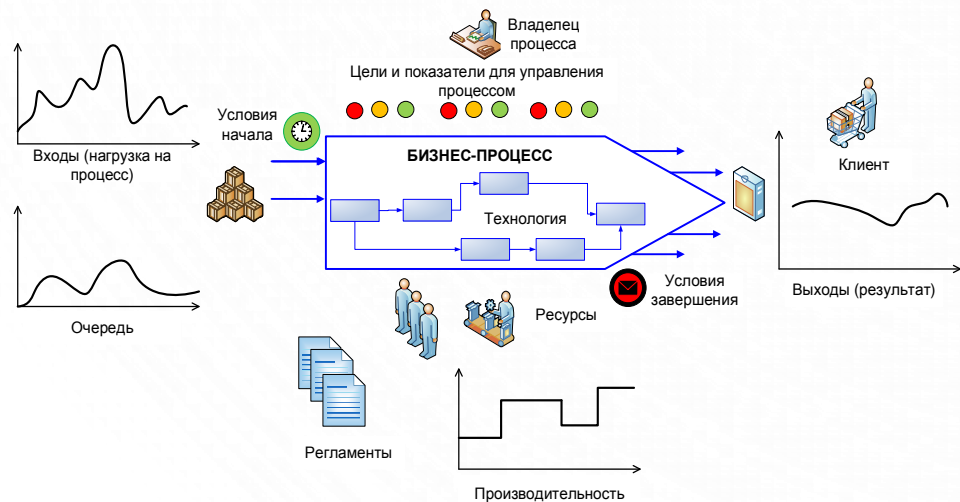 Владелец
процесса
Цели и показатели для управления
процессом
Условия
начала
Входы (нагрузка на
процесс)
БИЗНЕС-ПРОЦЕСС
Технология
Клиент
Условия
завершения
Выходы (результат)
Очередь
Ресурсы
Регламенты
Производительность